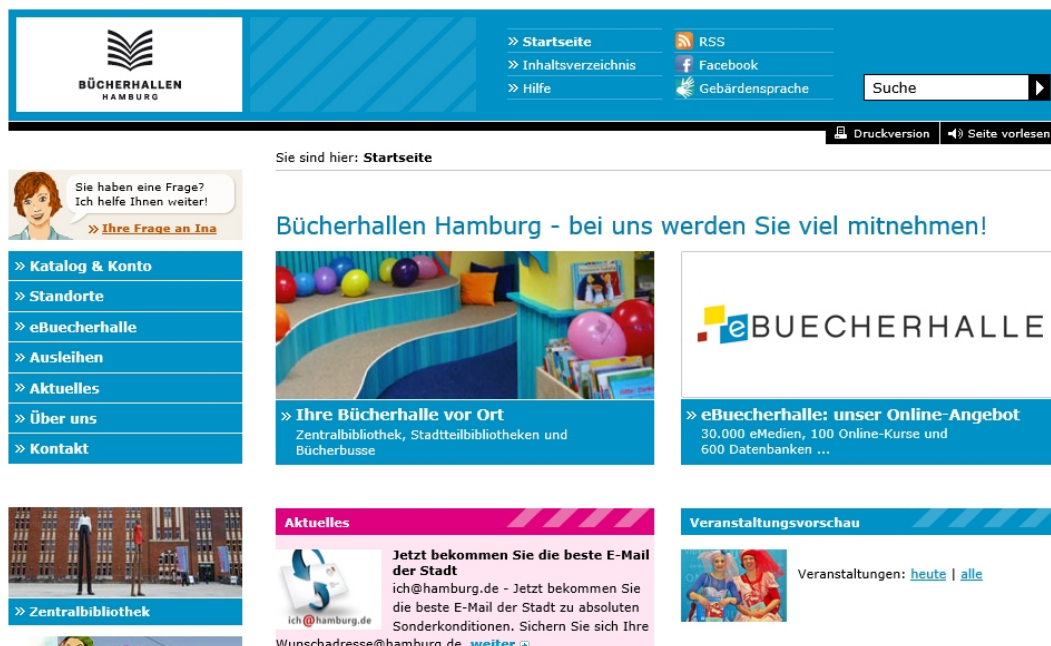 BÜCHERHALLEN
HAMBURG
» Startseite
» Inhaltsverzeichnis
» Hilfe
RSS
Facebook
Gebärdensprache
Suche
Druckversion
Seite vorlesen
Sie sind hier: Startseite
Sie haben eine Frage?
Ich helfe Ihnen weiter!
» Ihre Frage an Ina
» Katalog & Konto
» Standorte
» eBuecherhalle
» Ausleihen
» Aktuelles
» Über uns
» Kontakt
» Zentralbibliothek
Bücherhallen Hamburg - bei uns werden Sie viel mitnehmen!
» Ihre Bücherhalle vor Ort
Zentralbibliothek, Stadtteilbibliotheken und
Bücherbusse
eBUECHERHALLE
» eBuecherhalle: unser Online-Angebot
30.000 eMedien, 100 Online-Kurse und
600 Datenbanken ...
Aktuelles
ich@hamburg.de
Jetzt bekommen Sie die beste E-Mail
der Stadt
ich@hamburg.de - Jetzt bekommen Sie
die beste E-Mail der Stadt zu absoluten
Sonderkonditionen. Sichern Sie sich Ihre
Wunschadresse@hamburg.de. weiter
Veranstaltungsvorschau
Veranstaltungen: heute | alle